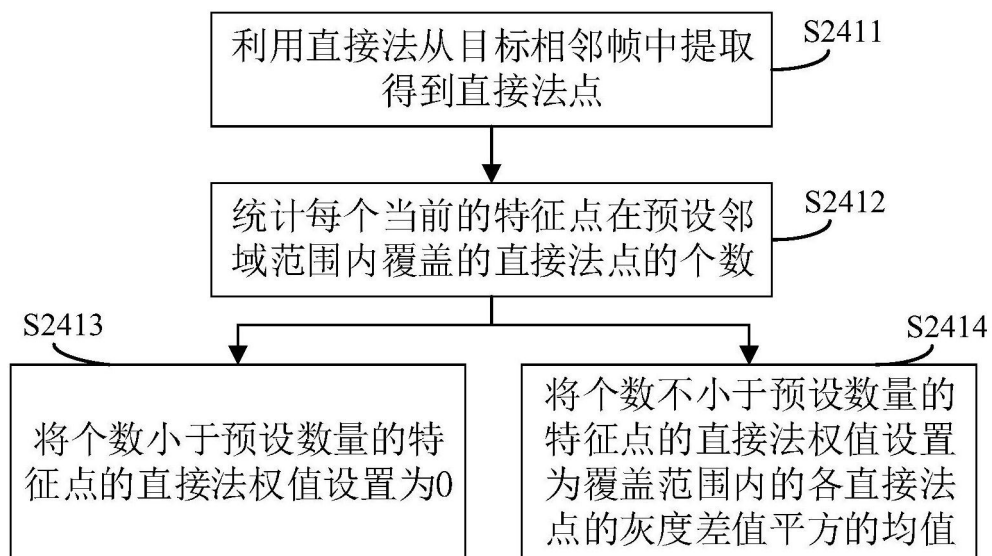 S2411
利用直接法从目标相邻帧中提取
得到直接法点
S2412
统计每个当前的特征点在预设邻
域范围内覆盖的直接法点的个数
S2413
将个数小于预设数量的特
征点的直接法权值设置为0
S2414
将个数不小于预设数量的
特征点的直接法权值设置
为覆盖范围内的各直接法
点的灰度差值平方的均值